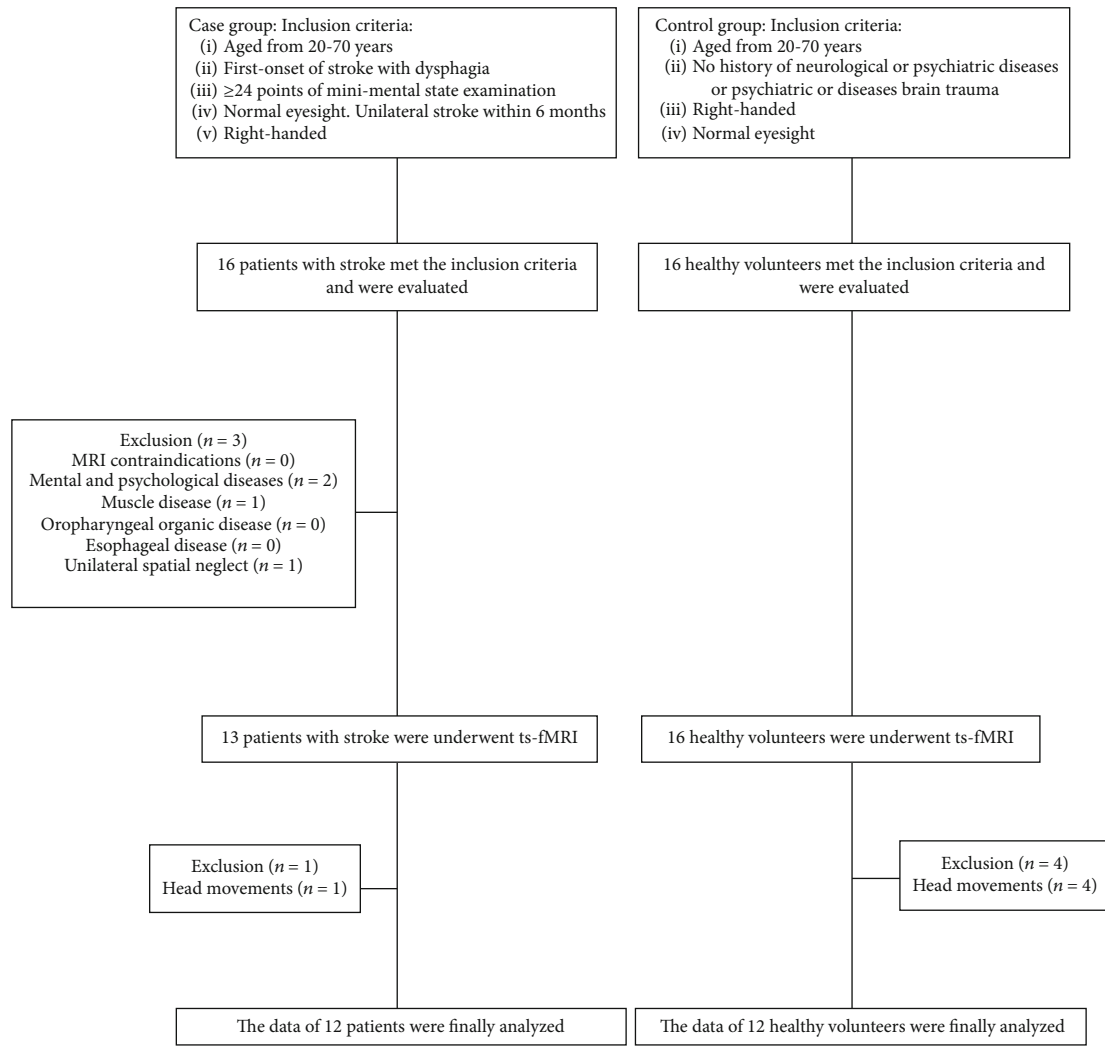 Case group: Inclusion criteria:
(i) Aged from 20-70 years
(ii) First-onset of stroke with dysphagia
(iii) ≥24 points of mini-mental state examination
(iv) Normal eyesight. Unilateral stroke within 6 months
(v) Right-handed
Control group: Inclusion criteria:
(i) Aged from 20-70 years
(ii) No history of neurological or psychiatric diseases
or psychiatric or diseases brain trauma
(iii) Right-handed
(iv) Normal eyesight
16 patients with stroke met the inclusion criteria
and were evaluated
16 healthy volunteers met the inclusion criteria and
were evaluated
Exclusion (n = 3)
MRI contraindications (n = 0)
Mental and psychological diseases (n = 2)
Muscle disease (n = 1)
Oropharyngeal organic disease (n = 0)
Esophageal disease (n = 0)
Unilateral spatial neglect (n = 1)
13 patients with stroke were underwent ts-fMRI
16 healthy volunteers were underwent ts-fMRI
Exclusion (n = 1)
Head movements (n = 1)
Exclusion (n = 4)
Head movements (n = 4)
The data of 12 patients were finally analyzed
The data of 12 healthy volunteers were finally analyzed